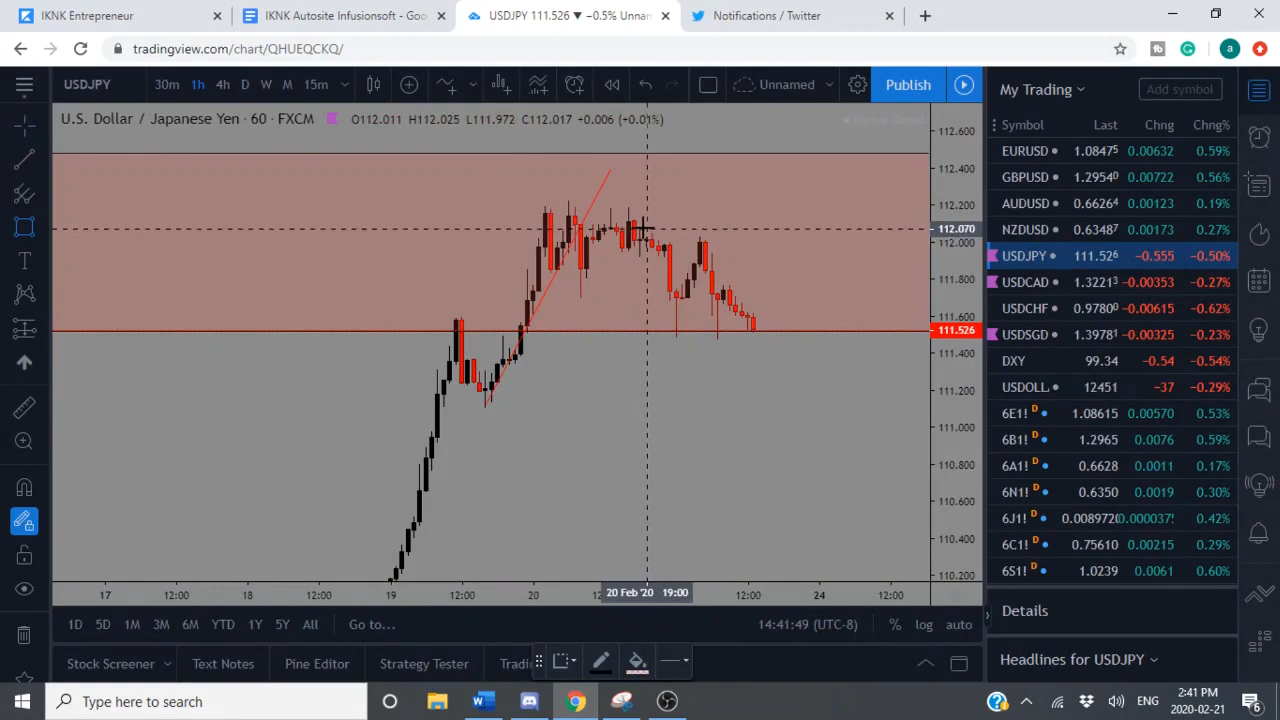 IKNK Entrepreneur
IKNK Autosite Infusionsoft - Goo
USDJPY 111.526 ▼ −0.5% Unnam
Notifications / Twitter
tradingview.com/chart/QHUEQCKQ/
USDJPY 30m 1h 4h D W M 15m Unnamed Publish
My Trading Add symbol
U.S. Dollar / Japanese Yen · 60 · FXCM O112.011 H112.025 L111.972 C112.017 +0.006 (+0.01%)
Symbol Last Chng Chng%
EURUSD 1.08475 0.00632 0.59%
GBPUSD 1.29540 0.00722 0.56%
AUDUSD 0.66264 0.00123 0.19%
NZDUSD 0.63487 0.00173 0.27%
USDJPY 111.526 −0.555 −0.50%
USDCAD 1.32213 −0.00353 −0.27%
USDCHF 0.97800 −0.00615 −0.62%
USDSGD 1.39781 −0.00325 −0.23%
DXY 99.34 −0.54 −0.54%
USDOLL 12451 −37 −0.29%
6E1! D 1.08615 0.00570 0.53%
6B1! D 1.2965 0.0076 0.59%
6A1! D 0.6628 0.0011 0.17%
6N1! D 0.6350 0.0019 0.30%
6J1! D 0.0089720 0.000037 0.42%
6C1! D 0.75610 0.00215 0.29%
6S1! D 1.0239 0.0061 0.60%
112.600
112.400
112.200
112.070
112.000
111.800
111.600
111.526
111.400
111.200
111.000
110.800
110.600
110.400
110.200
17 12:00 18 12:00 19 12:00 20 20 Feb '20 19:00 12:00 24 12:00
1D 5D 1M 3M 6M YTD 1Y 5Y All Go to... 14:41:49 (UTC-8) % log auto
Details
Stock Screener Text Notes Pine Editor Strategy Tester Tradi
Headlines for USDJPY
Type here to search
ENG
2:41 PM
2020-02-21
6